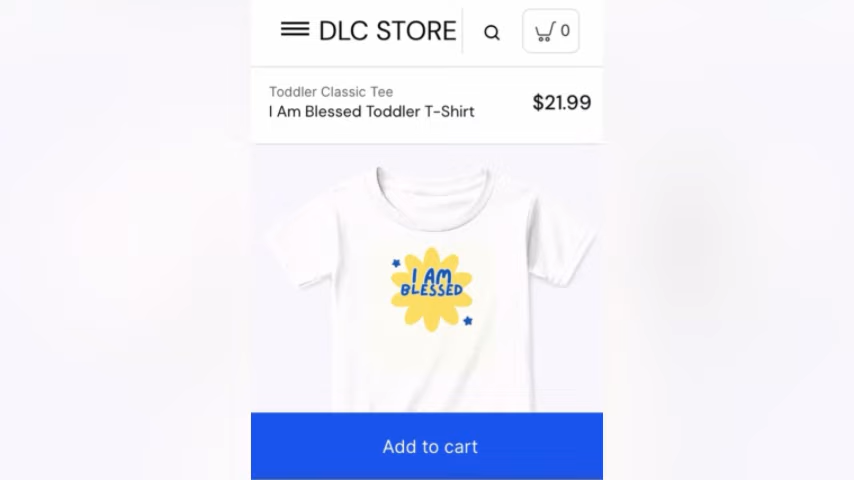 DLC STORE
0
Toddler Classic Tee
I Am Blessed Toddler T-Shirt
$21.99
I AM
BLESSED
Add to cart